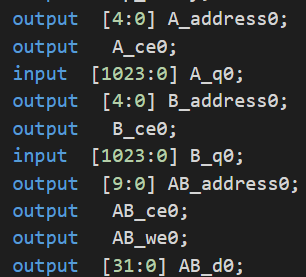 output  [4:0] A_address0;
output   A_ce0;
input  [1023:0] A_q0;
output  [4:0] B_address0;
output   B_ce0;
input  [1023:0] B_q0;
output  [9:0] AB_address0;
output   AB_ce0;
output   AB_we0;
output  [31:0] AB_d0;